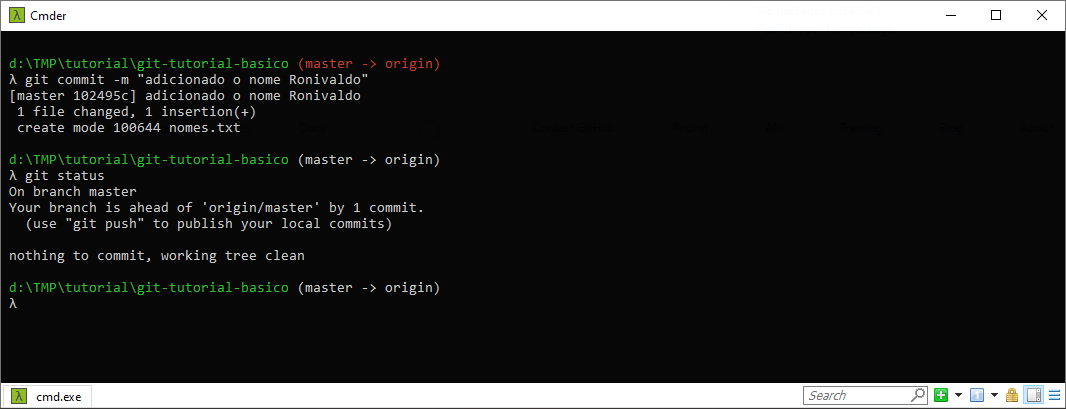 Cmder
d:\TMP\tutorial\git-tutorial-basico (master -> origin)
λ git commit -m "adicionado o nome Ronivaldo"
[master 102495c] adicionado o nome Ronivaldo
 1 file changed, 1 insertion(+)
 create mode 100644 nomes.txt
d:\TMP\tutorial\git-tutorial-basico (master -> origin)
λ git status
On branch master
Your branch is ahead of 'origin/master' by 1 commit.
  (use "git push" to publish your local commits)
nothing to commit, working tree clean
d:\TMP\tutorial\git-tutorial-basico (master -> origin)
λ
cmd.exe
Search